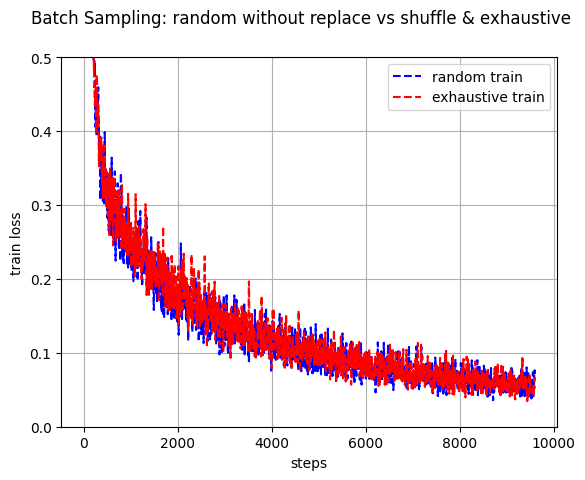 Batch Sampling: random without replace vs shuffle & exhaustive
random train
exhaustive train
train loss
0.5
0.4
0.3
0.2
0.1
0.0
0
2000
4000
6000
8000
10000
steps